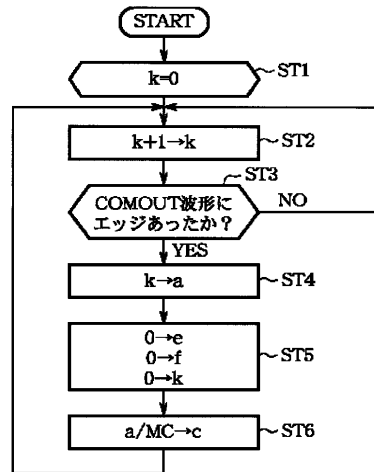 START
k=0
ST1
k+1→k
ST2
ST3
COMOUT波形に
エッジあったか？
NO
YES
k→a
ST4
0→e
0→f
0→k
ST5
a/MC→c
ST6